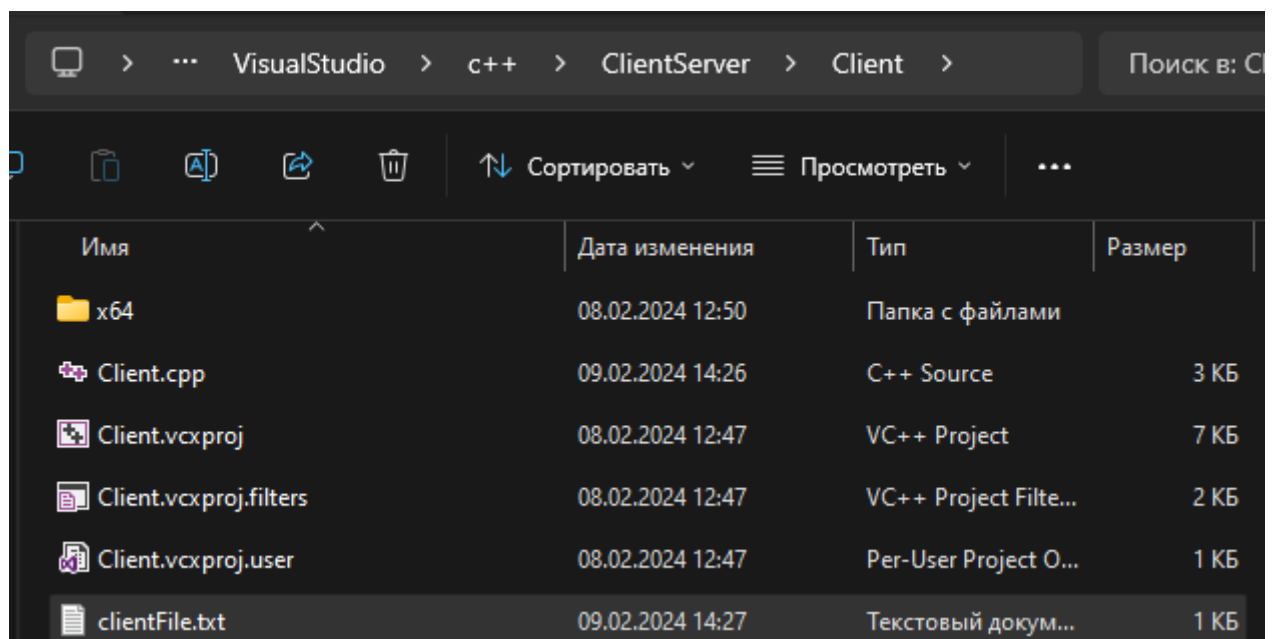 > ... VisualStudio > c++ > ClientServer > Client > Поиск в: Cl
Сортировать Просмотреть ...
Имя Дата изменения Тип Размер
x64 08.02.2024 12:50 Папка с файлами
Client.cpp 09.02.2024 14:26 C++ Source 3 КБ
Client.vcxproj 08.02.2024 12:47 VC++ Project 7 КБ
Client.vcxproj.filters 08.02.2024 12:47 VC++ Project Filte... 2 КБ
Client.vcxproj.user 08.02.2024 12:47 Per-User Project O... 1 КБ
clientFile.txt 09.02.2024 14:27 Текстовый докум... 1 КБ